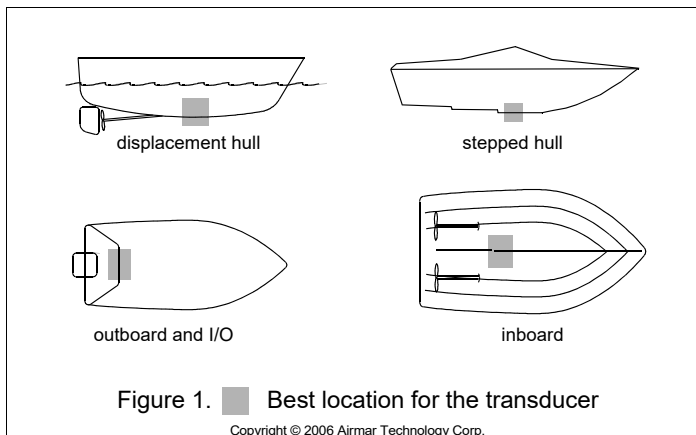 displacement hull
stepped hull
outboard and I/O
inboard
Figure 1. Best location for the transducer
Copyright © 2006 Airmar Technology Corp.